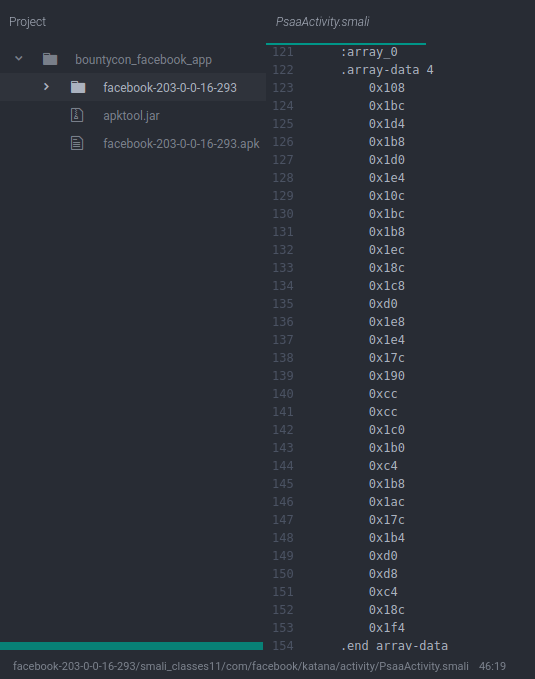 Project
bountycon_facebook_app
facebook-203-0-0-16-293
apktool.jar
facebook-203-0-0-16-293.apk
PsaaActivity.smali
121 :array_0
122 .array-data 4
123 0x108
124 0x1bc
125 0x1d4
126 0x1b8
127 0x1d0
128 0x1e4
129 0x10c
130 0x1bc
131 0x1b8
132 0x1ec
133 0x18c
134 0x1c8
135 0xd0
136 0x1e8
137 0x1e4
138 0x17c
139 0x190
140 0xcc
141 0xcc
142 0x1c0
143 0x1b0
144 0xc4
145 0x1b8
146 0x1ac
147 0x17c
148 0x1b4
149 0xd0
150 0xd8
151 0xc4
152 0x18c
153 0x1f4
154 .end array-data
facebook-203-0-0-16-293/smali_classes11/com/facebook/katana/activity/PsaaActivity.smali 46:19